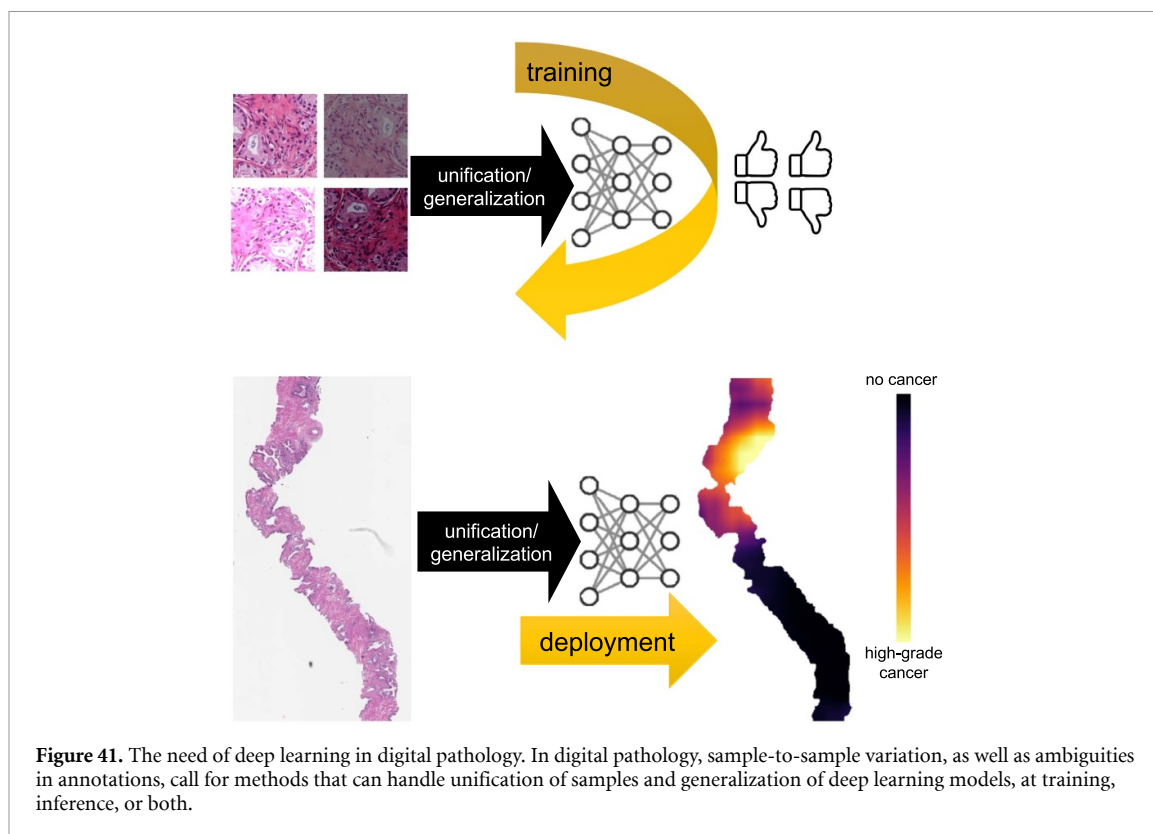 training
unification/
generalization
no cancer
unification/
generalization
deployment
high-grade
cancer
Figure 41. The need of deep learning in digital pathology. In digital pathology, sample-to-sample variation, as well as ambiguities
in annotations, call for methods that can handle unification of samples and generalization of deep learning models, at training,
inference, or both.